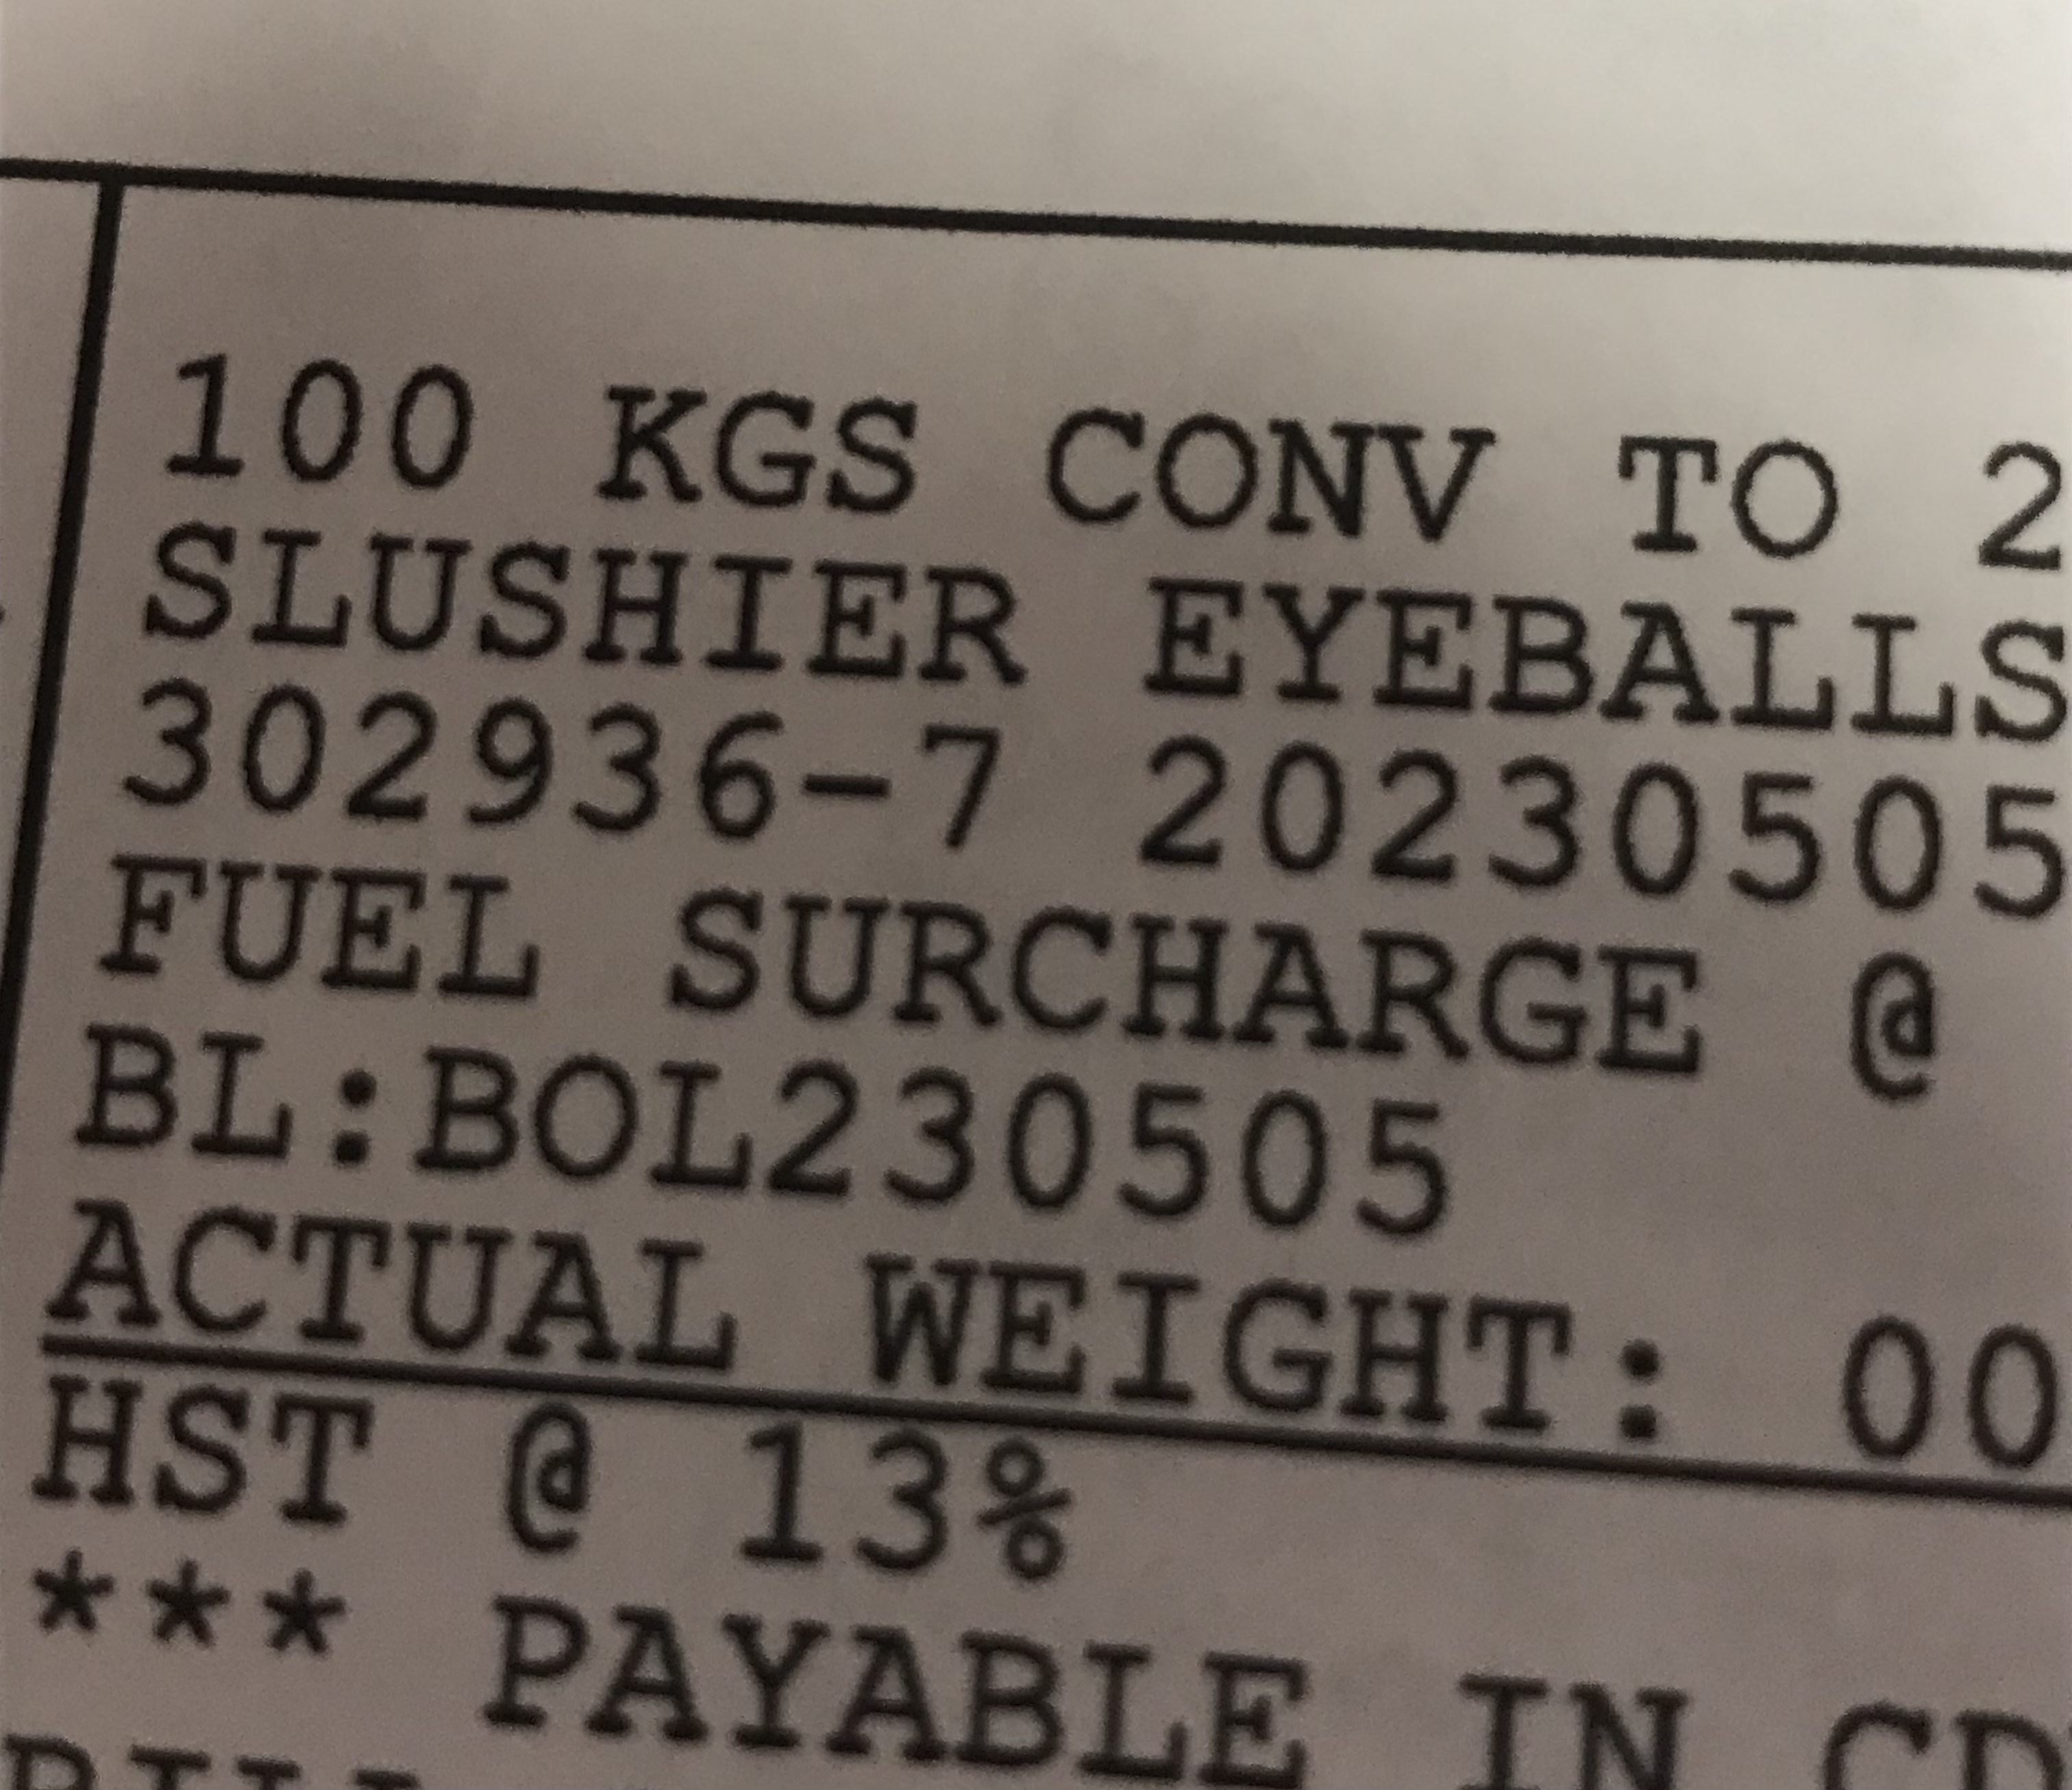 100 KGS CONV TO 2
SLUSHIER EYEBALLS
302936-7 20230505
FUEL SURCHARGE @
BL:BOL230505
ACTUAL WEIGHT: 00
HST @ 13%
*** PAYABLE IN CD